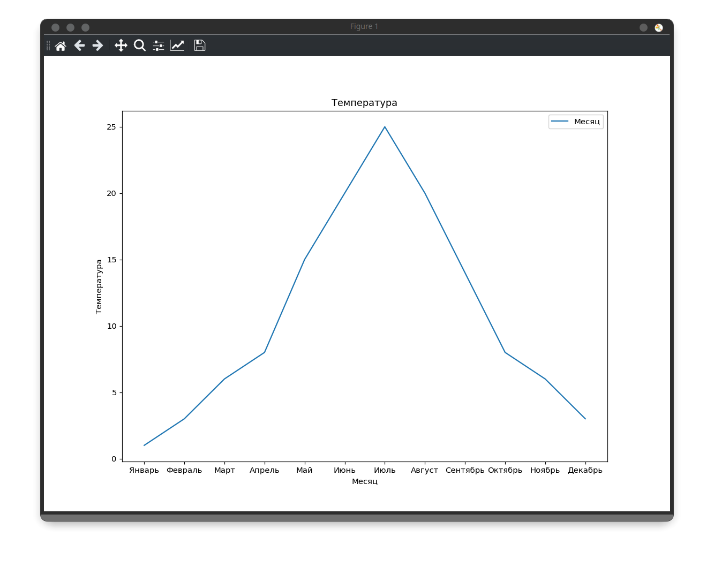 Figure 1
Температура
Месяц
25
20
15
10
5
0
Температура
Январь Февраль Март Апрель Май Июнь Июль Август Сентябрь Октябрь Ноябрь Декабрь
Месяц